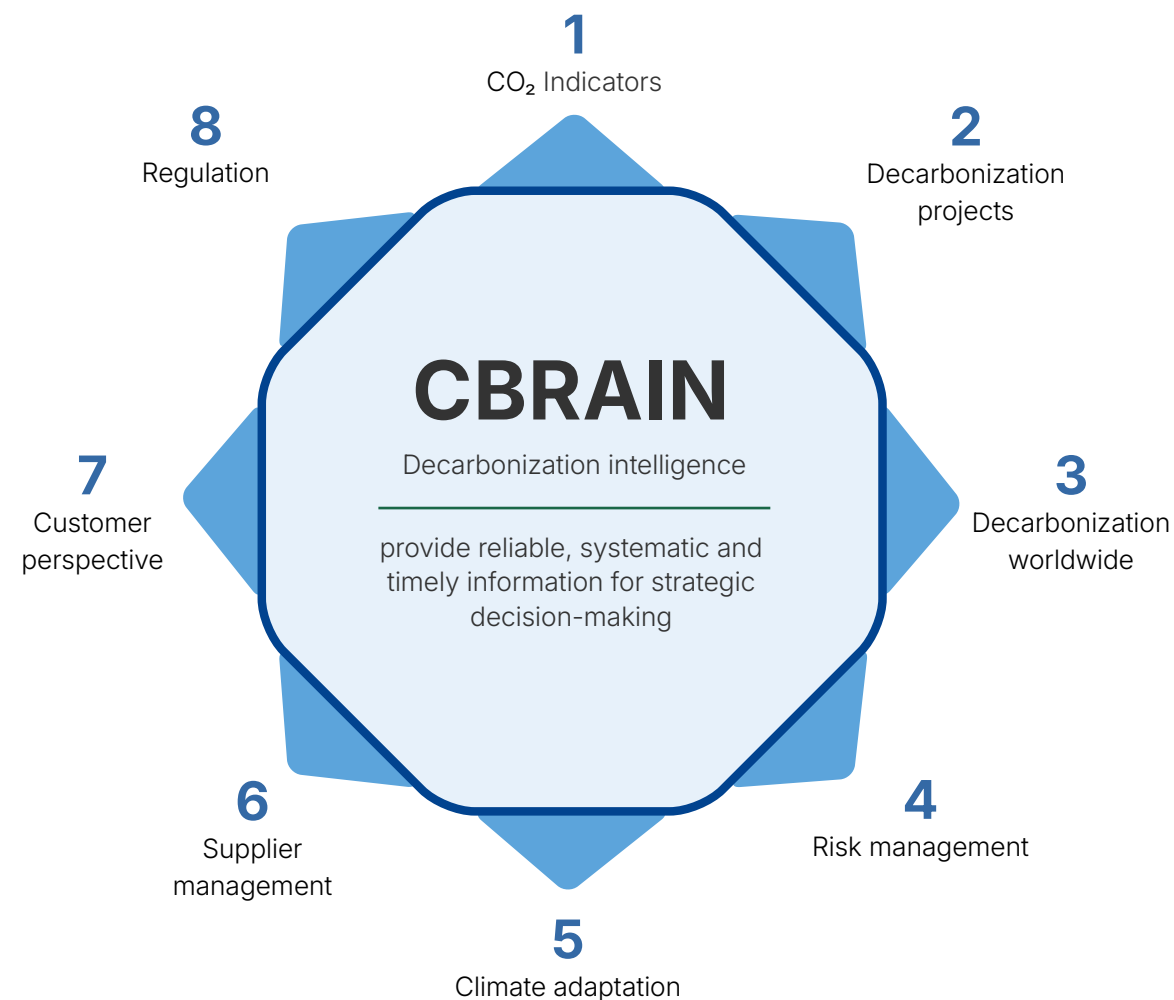 1
CO₂ Indicators
2
Decarbonization
projects
3
Decarbonization
worldwide
4
Risk management
5
Climate adaptation
6
Supplier
management
7
Customer
perspective
8
Regulation
CBRAIN
Decarbonization intelligence
provide reliable, systematic and
timely information for strategic
decision-making